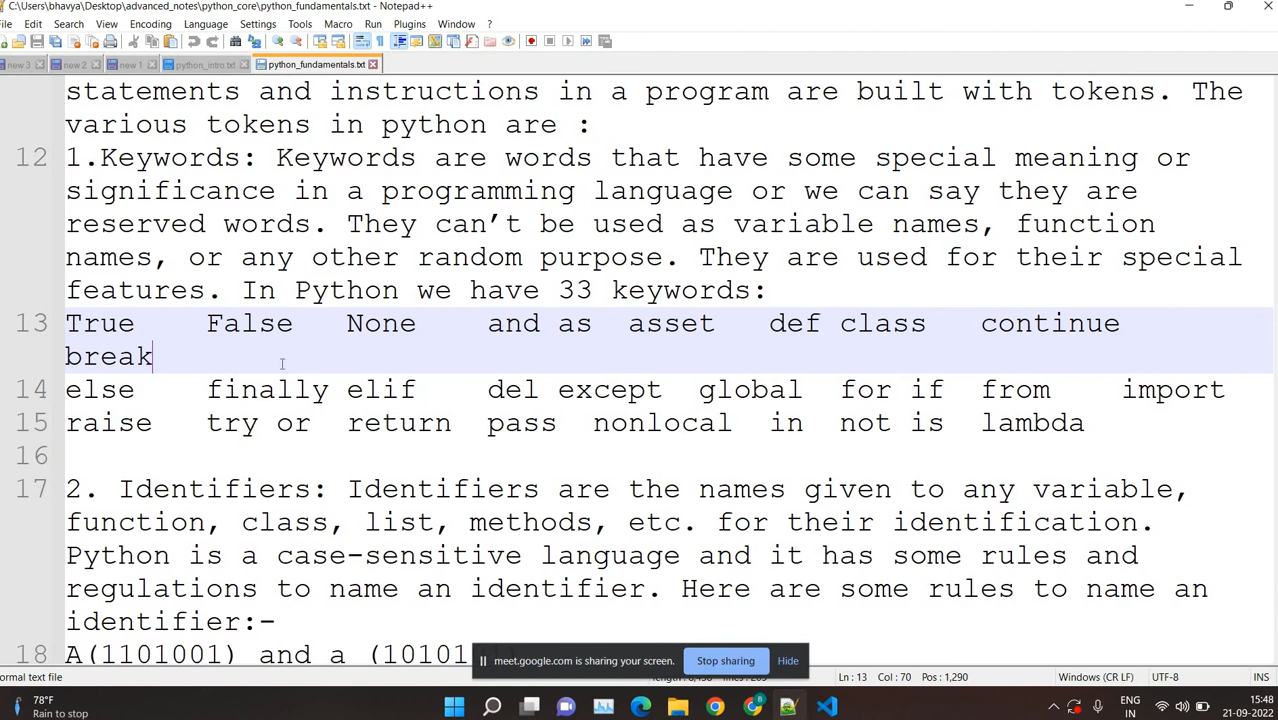 C:\Users\bhavya\Desktop\advanced_notes\python_core\python_fundamentals.txt - Notepad++
File Edit Search View Encoding Language Settings Tools Macro Run Plugins Window ?
new 3 new 2 new 1 python_intro.txt python_fundamentals.txt
statements and instructions in a program are built with tokens. The
various tokens in python are :
12 1.Keywords: Keywords are words that have some special meaning or
significance in a programming language or we can say they are
reserved words. They can’t be used as variable names, function
names, or any other random purpose. They are used for their special
features. In Python we have 33 keywords:
13 True False None and as asset def class continue
break
14 else finally elif del except global for if from import
15 raise try or return pass nonlocal in not is lambda
16
17 2. Identifiers: Identifiers are the names given to any variable,
function, class, list, methods, etc. for their identification.
Python is a case-sensitive language and it has some rules and
regulations to name an identifier. Here are some rules to name an
identifier:-
18 A(1101001) and a (10101
meet.google.com is sharing your screen. Stop sharing Hide
ormal text file Ln : 13 Col : 70 Pos : 1,290 Windows (CR LF) UTF-8 INS
78°F
Rain to stop
ENG
IN
15:48
21-09-2022